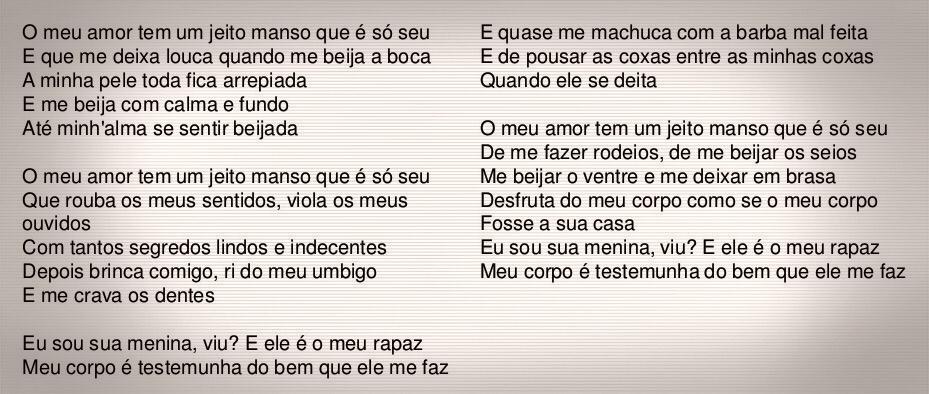 O meu amor tem um jeito manso que é só seu
E que me deixa louca quando me beija a boca
A minha pele toda fica arrepiada
E me beija com calma e fundo
Até minh'alma se sentir beijada
O meu amor tem um jeito manso que é só seu
Que rouba os meus sentidos, viola os meus
ouvidos
Com tantos segredos lindos e indecentes
Depois brinca comigo, ri do meu umbigo
E me crava os dentes
Eu sou sua menina, viu? E ele é o meu rapaz
Meu corpo é testemunha do bem que ele me faz
E quase me machuca com a barba mal feita
E de pousar as coxas entre as minhas coxas
Quando ele se deita
O meu amor tem um jeito manso que é só seu
De me fazer rodeios, de me beijar os seios
Me beijar o ventre e me deixar em brasa
Desfruta do meu corpo como se o meu corpo
Fosse a sua casa
Eu sou sua menina, viu? E ele é o meu rapaz
Meu corpo é testemunha do bem que ele me faz